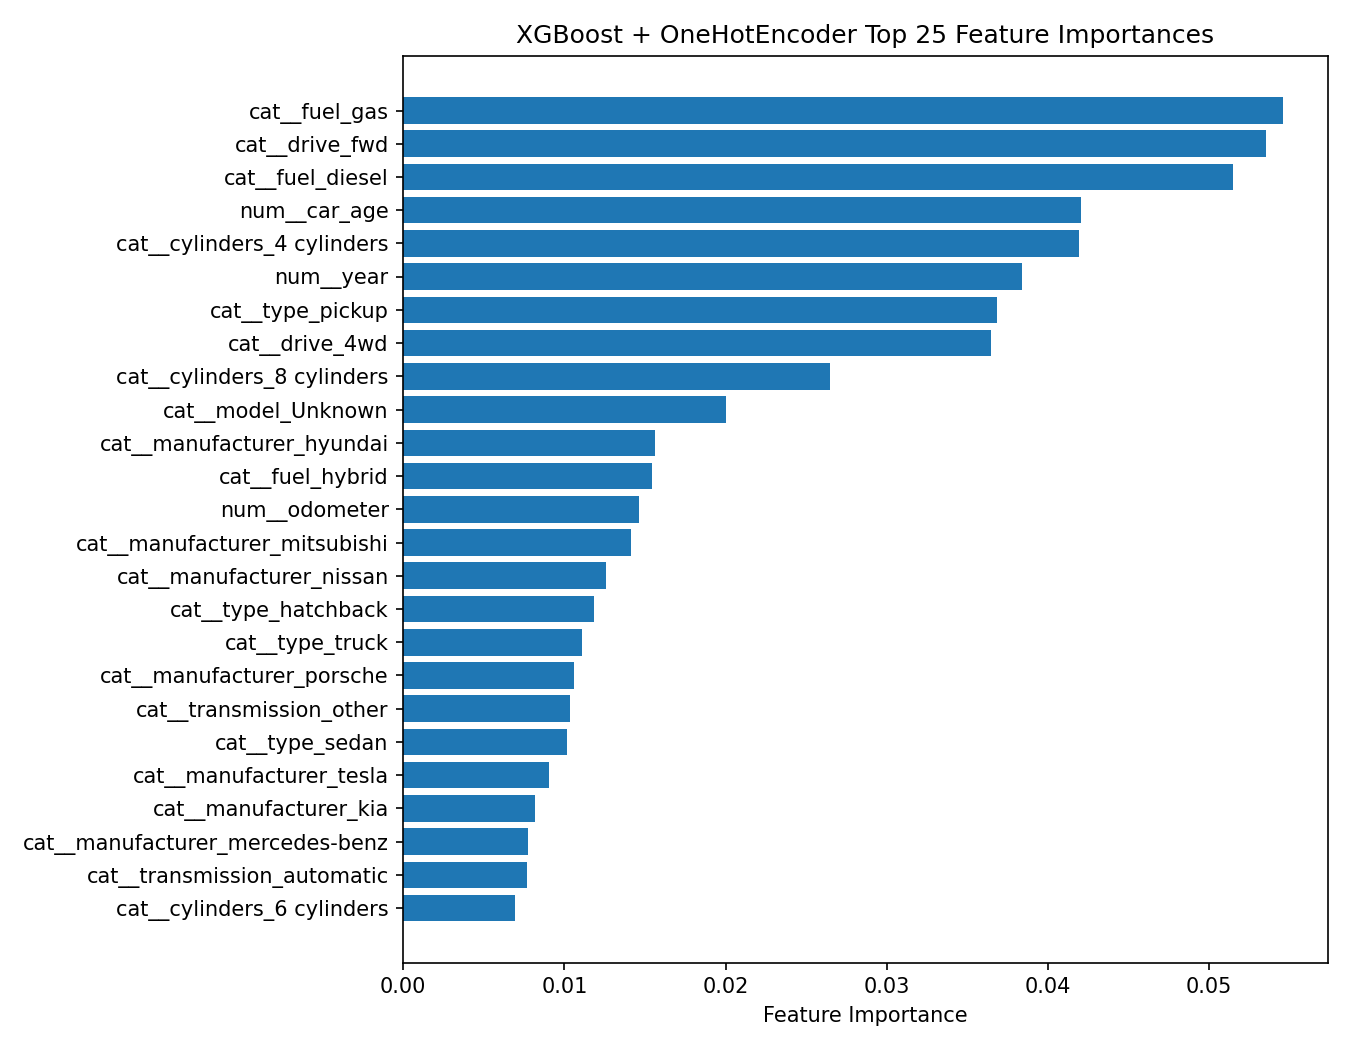 XGBoost + OneHotEncoder Top 25 Feature Importances
cat__fuel_gas
cat__drive_fwd
cat__fuel_diesel
num__car_age
cat__cylinders_4 cylinders
num__year
cat__type_pickup
cat__drive_4wd
cat__cylinders_8 cylinders
cat__model_Unknown
cat__manufacturer_hyundai
cat__fuel_hybrid
num__odometer
cat__manufacturer_mitsubishi
cat__manufacturer_nissan
cat__type_hatchback
cat__type_truck
cat__manufacturer_porsche
cat__transmission_other
cat__type_sedan
cat__manufacturer_tesla
cat__manufacturer_kia
cat__manufacturer_mercedes-benz
cat__transmission_automatic
cat__cylinders_6 cylinders
0.00 0.01 0.02 0.03 0.04 0.05
Feature Importance